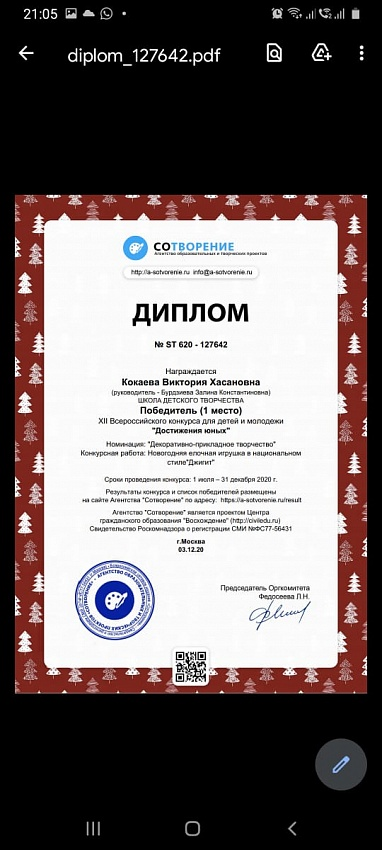 21:05
diplom_127642.pdf
СОТВОРЕНИЕ
Агентство образовательных и творческих проектов
http://a-sotvorenie.ru info@a-sotvorenie.ru
ДИПЛОМ
№ ST 620 - 127642
Награждается
Кокаева Виктория Хасановна
(руководитель - Бурдзиева Залина Константиновна)
ШКОЛА ДЕТСКОГО ТВОРЧЕСТВА
Победитель (1 место)
XII Всероссийского конкурса для детей и молодежи
"Достижения юных"
Номинация: "Декоративно-прикладное творчество"
Конкурсная работа: Новогодняя елочная игрушка в национальном
стиле"Джигит"
Сроки проведения конкурса: 1 июля – 31 декабря 2020 г.
Результаты конкурса и список победителей размещены
на сайте Агентства "Сотворение" по адресу: https://a-sotvorenie.ru/result
Агентство "Сотворение" является проектом Центра
гражданского образования "Восхождение" (http://civiledu.ru)
Свидетельство Роскомнадзора о регистрации СМИ №ФС77-56431
г.Москва
03.12.20
Председатель Оргкомитета
Федосеева Л.Н.